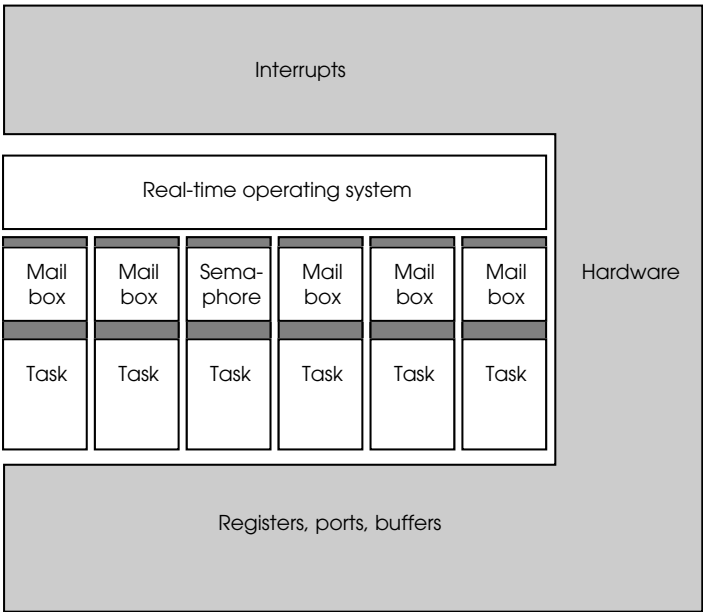 Interrupts
Real-time operating system
Mail
box
Mail
box
Sema-
phore
Mail
box
Mail
box
Mail
box
Hardware
Task
Task
Task
Task
Task
Task
Registers, ports, buffers